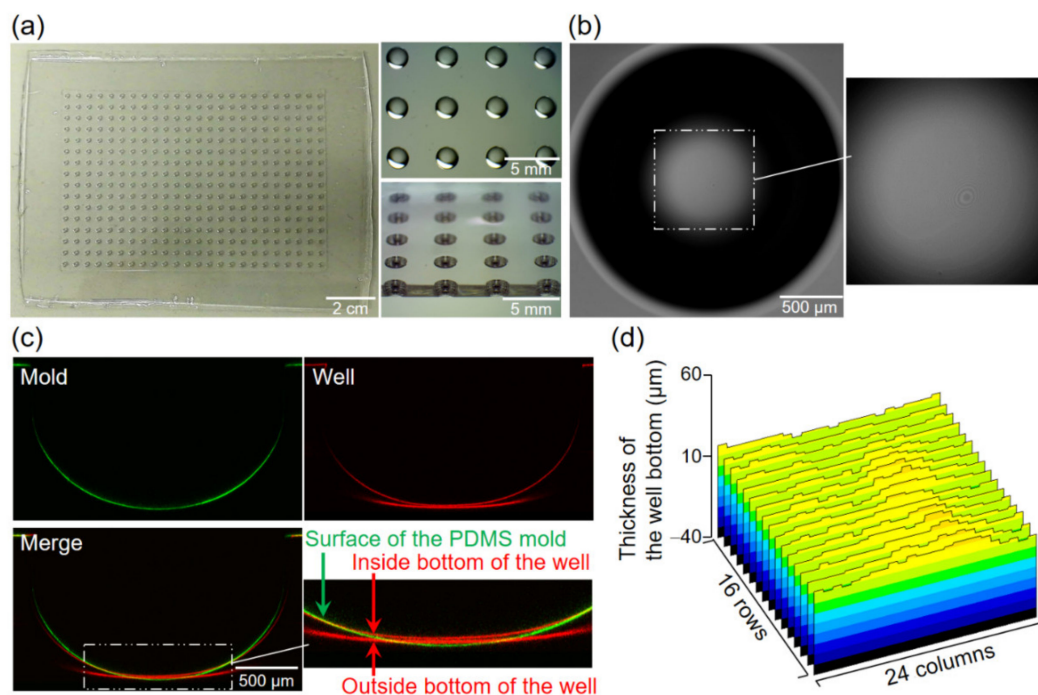 (a)
2 cm
5 mm
5 mm
(b)
500 µm
(c)
Mold
Well
Merge
500 µm
Surface of the PDMS mold
Inside bottom of the well
Outside bottom of the well
(d)
Thickness of
the well bottom (µm)
60
10
−40
16 rows
24 columns